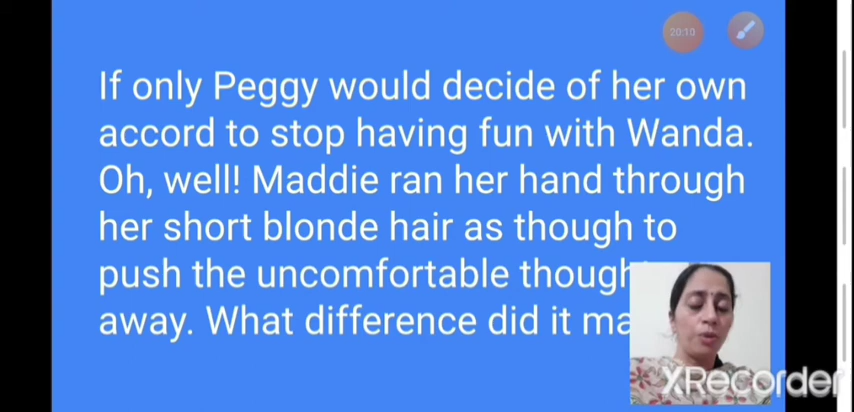 20:10
If only Peggy would decide of her own
accord to stop having fun with Wanda.
Oh, well! Maddie ran her hand through
her short blonde hair as though to
push the uncomfortable
away. What difference did it
XRecorder